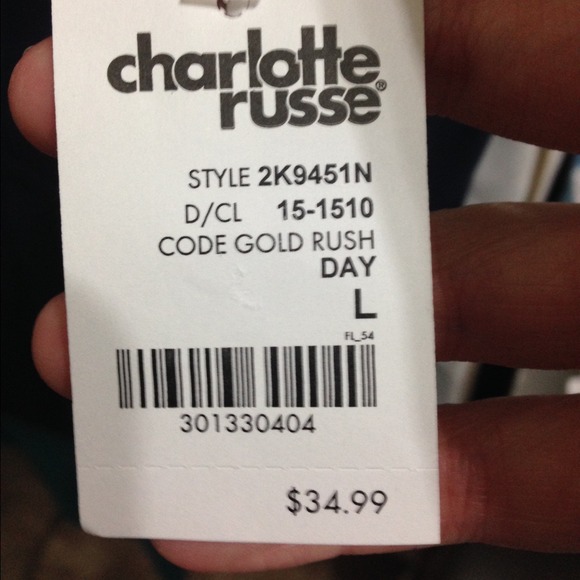 charlotte
russe®
STYLE 2K9451N
D/CL 15-1510
CODE GOLD RUSH
DAY
L
FL_54
301330404
$34.99